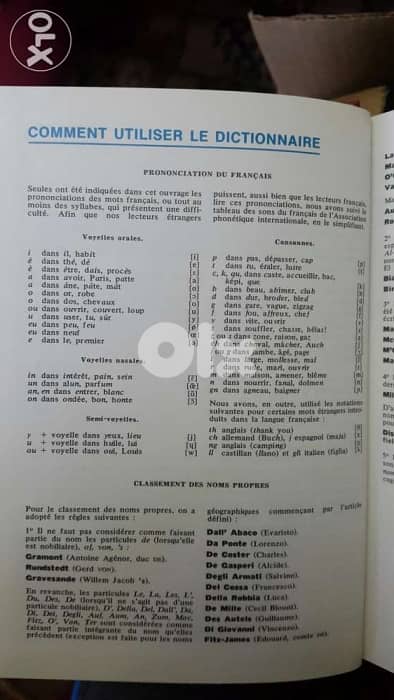 OLX
COMMENT UTILISER LE DICTIONNAIRE
PRONONCIATION DU FRANÇAIS
Seules ont été indiquées dans cet ouvrage les
prononciations des mots français, ou tout au
moins des syllabes, qui présentent une diffi-
culté. Afin que nos lecteurs étrangers
puissent, aussi bien que les lecteurs français,
lire ces prononciations, nous avons suivi le
tableau des sons du français de l'Association
phonétique internationale, en le simplifiant.
Voyelles orales.
i dans il, habit [i]
é dans thé, dé [e]
ê dans être, dais, procès
a dans avoir, Paris, patte [a]
a dans âne, pâte, mât
o dans or, robe
o dans dos, chevaux [o]
ou dans ouvrir, couvert, loup [u]
u dans user, tu, sûr [y]
eu dans peu, feu
eu dans neuf
e dans le, premier
Voyelles nasales.
in dans intérêt, pain, sein
un dans alun, parfum
an, en dans entrer, blanc
on dans ondée, bon, honte
Semi-voyelles.
y + voyelle dans yeux, lieu [j]
u + voyelle dans huile, lui
ou + voyelle dans oui, Louis [w]
Consonnes.
p dans pas, dépasser, cap [p]
t dans tu, étaler, lutte [t]
c, k, qu, dans caste, accueillir, bac,
képi, que
b dans beau, abîmer, club
d dans dur, broder, bled
g dans gare, vague, zigzag
f dans fou, affreux, chef
v dans vite, ouvrir
s dans souffler, chasse, hélas!
z ou s dans zone, raison, gaz
ch dans cheval, mâcher, Auch
j ou g dans jambe, âgé, page
l dans large, mollesse, mal
r dans rude, mari, ouvrir
m dans maison, amener, blême
n dans nourrir, fanal, dolmen
gn dans agneau, baigner
Nous avons, en outre, utilisé les notations
suivantes pour certains mots étrangers intro-
duits dans la langue française :
th anglais (thank you)
ch allemand (Buch), j espagnol (maja)
ng anglais (camping)
ll castillan (llano) et gli italien (figlia)
CLASSEMENT DES NOMS PROPRES
Pour le classement des noms propres, on a
adopté les règles suivantes :
1° Il ne faut pas considérer comme faisant
partie du nom les particules de (lorsqu'elle
est nobiliaire), of, von, 's :
Gramont (Antoine Agénor, duc DE).
Rundstedt (Gerd VON).
Gravesande (Willem Jacob 's).
En revanche, les particules Le, La, Les, L',
Du, Des, De (lorsqu'il ne s'agit pas d'une
particule nobiliaire), D', Della, Del, Dall', Da,
Di, Dei, Degli, Aul, Aum, An, Zum, Mac,
Fitz, O', Van, Ter sont considérées comme
faisant partie intégrante du nom qu'elles
précèdent (exception est faite pour les noms
géographiques commençant par l'article
défini) :
Dall' Abaco (Evaristo).
Da Ponte (Lorenzo).
De Coster (Charles).
De Gasperi (Alcide).
Degli Armati (Salvino).
Del Cossa (Francesco).
Della Robbia (Luca).
De Mille (Cecil Blount).
Des Autels (Guillaume).
Di Giovanni (Vincenzo).
Fitz-James (Edouard, comte DE).